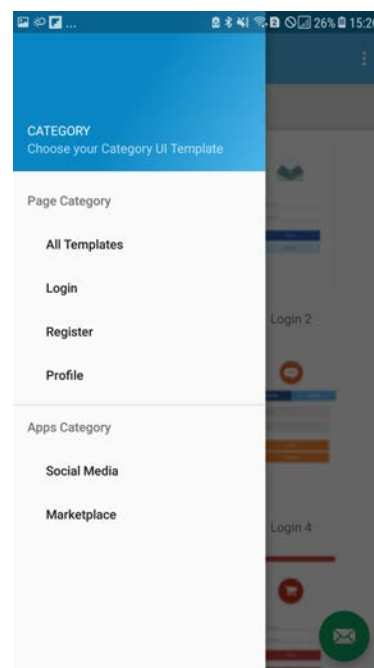 ... 26% 15:26
CATEGORY
Choose your Category UI Template
Page Category
All Templates
Login
Register
Profile
Login 2
Apps Category
Social Media
Marketplace
Login 4